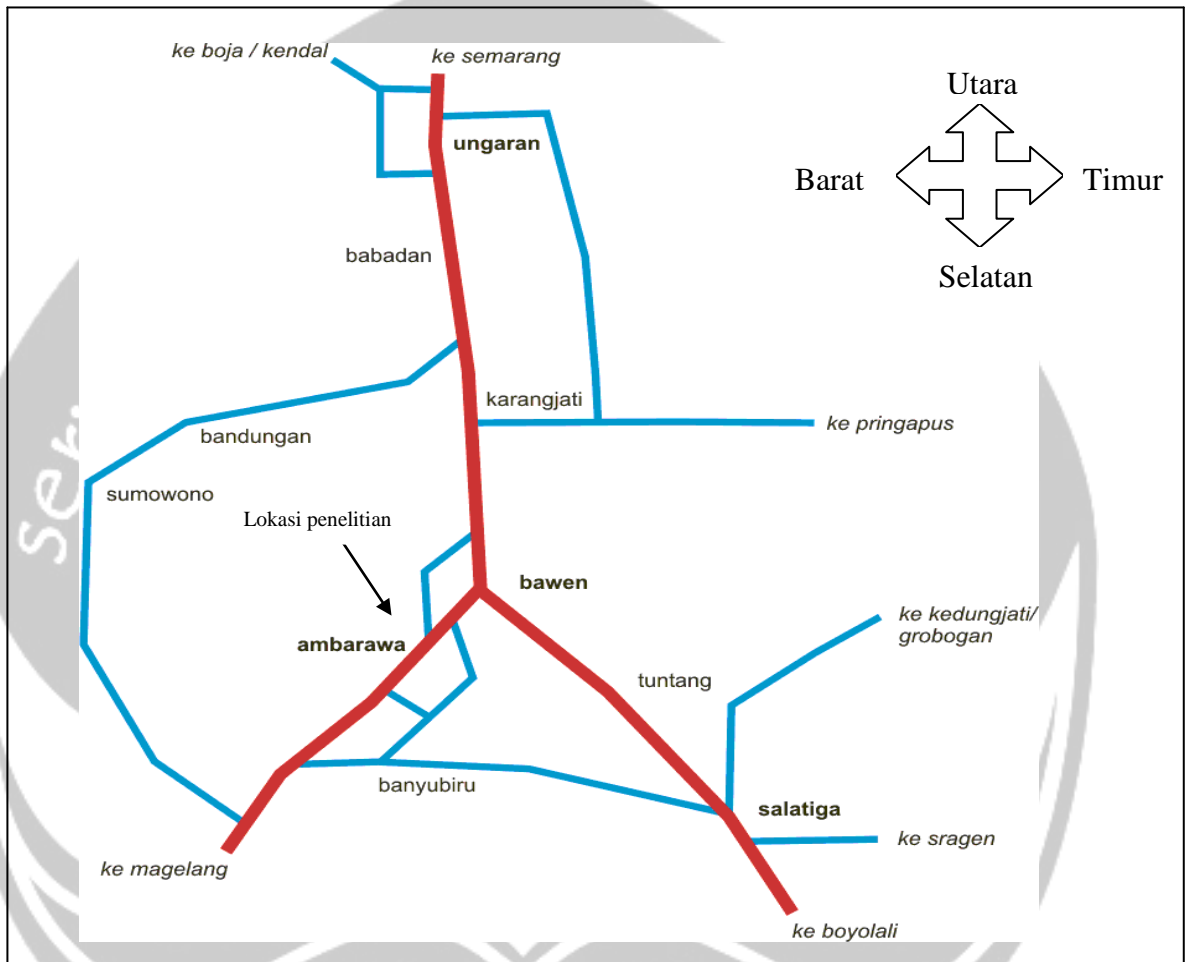 ke boja / kendal
ke semarang
Utara
ungaran
Barat
Timur
babadan
Selatan
karangjati
ke pringapus
bandungan
sumowono
Lokasi penelitian
bawen
ke kedungjati/
grobogan
ambarawa
tuntang
banyubiru
salatiga
ke sragen
ke magelang
ke boyolali